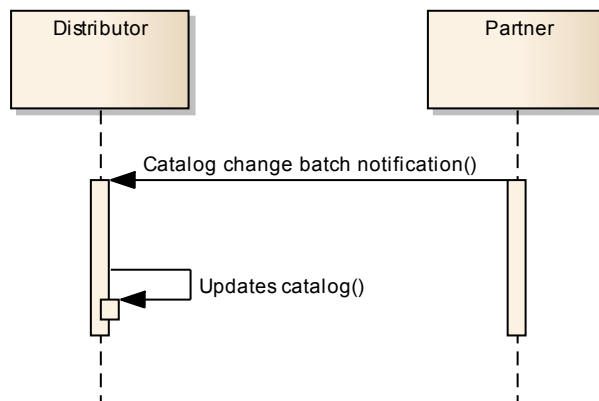 Distributor
Partner
Catalog change batch notification()
Updates catalog()